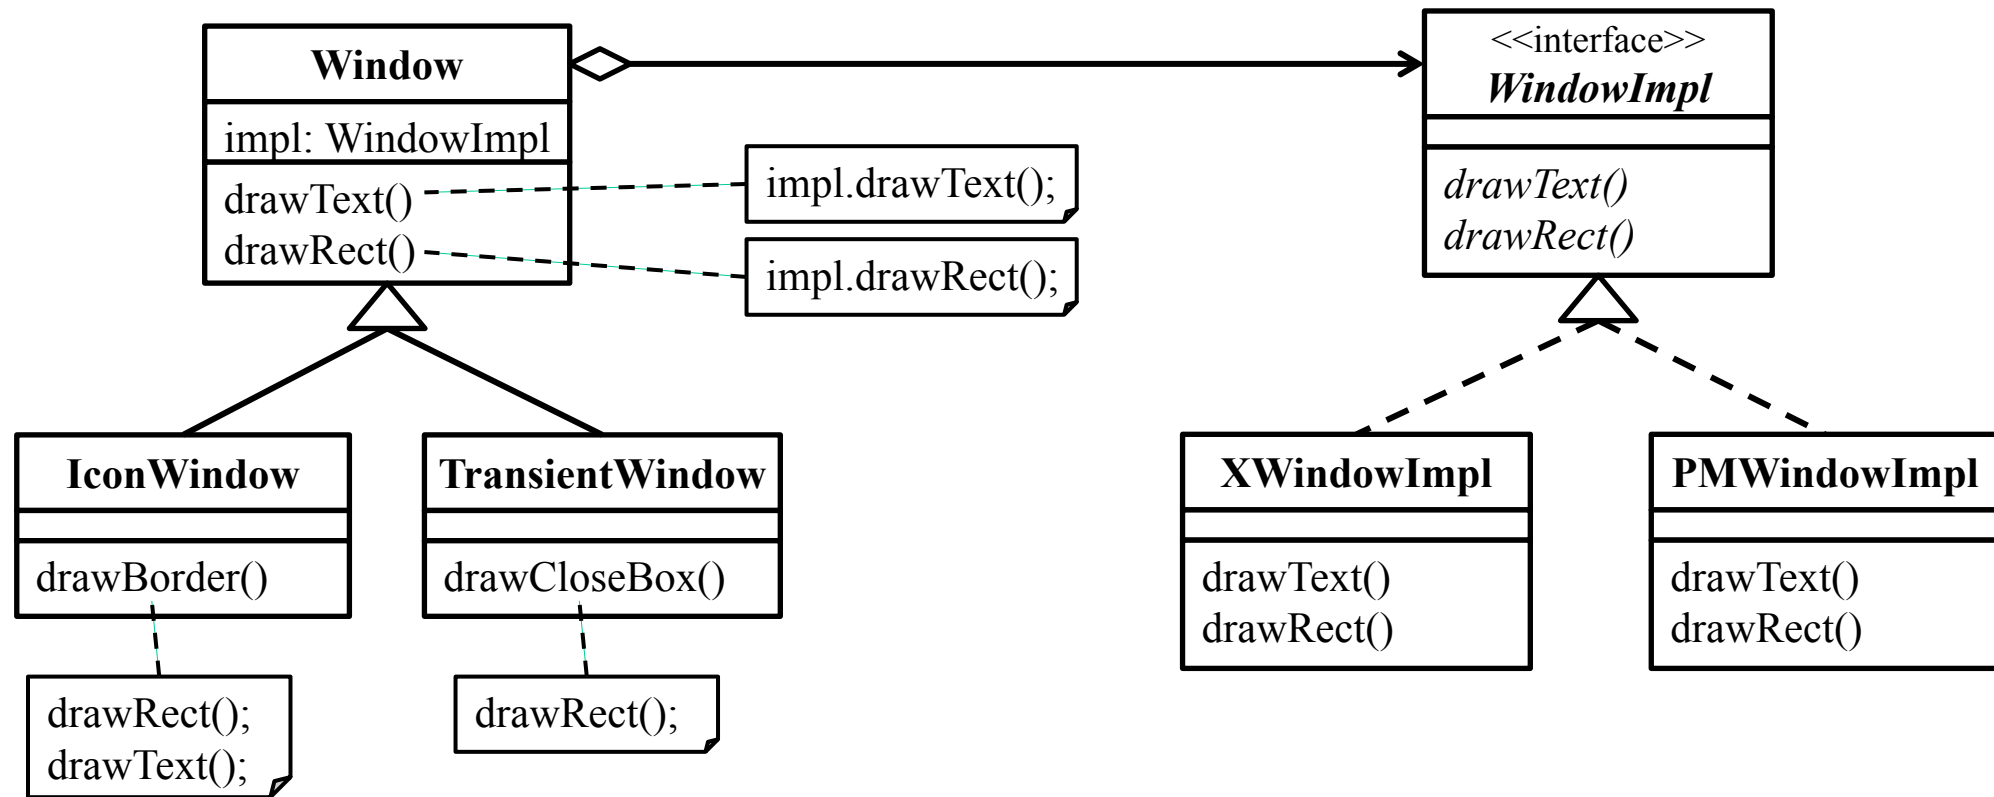 Window
impl: WindowImpl
drawText()
drawRect()
impl.drawText();
impl.drawRect();
<<interface>>
WindowImpl
drawText()
drawRect()
IconWindow
drawBorder()
drawRect();
drawText();
TransientWindow
drawCloseBox()
drawRect();
XWindowImpl
drawText()
drawRect()
PMWindowImpl
drawText()
drawRect()